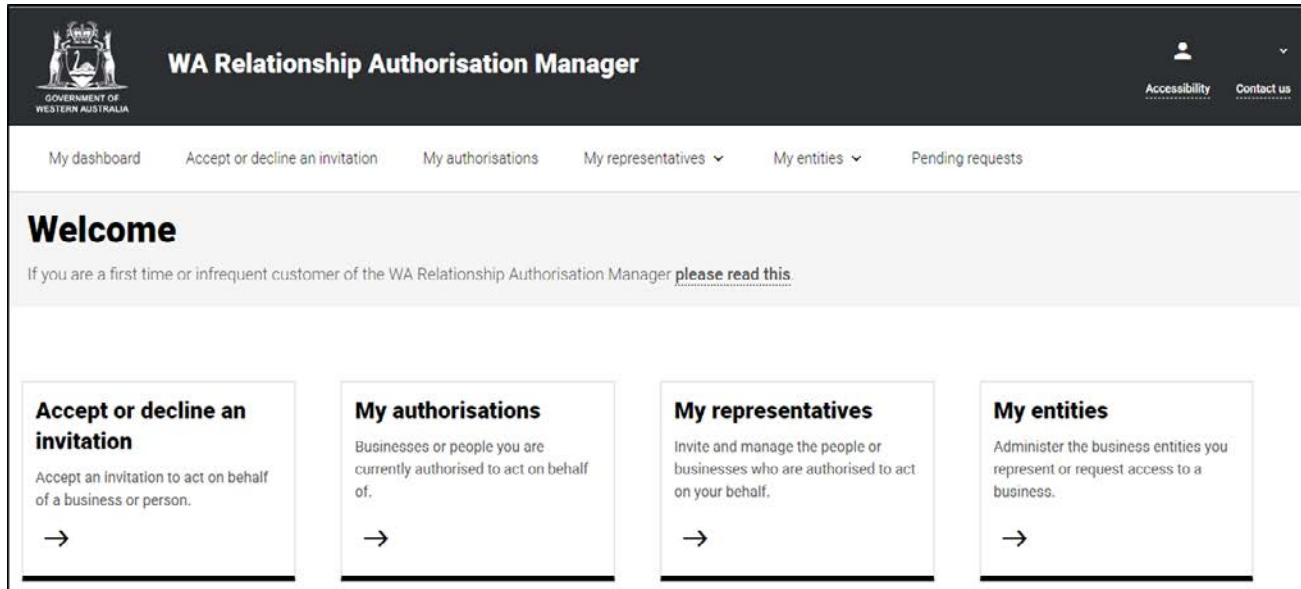 GOVERNMENT OF
WESTERN AUSTRALIA
WA Relationship Authorisation Manager
Accessibility
Contact us
My dashboard
Accept or decline an invitation
My authorisations
My representatives
My entities
Pending requests
Welcome
If you are a first time or infrequent customer of the WA Relationship Authorisation Manager please read this.
Accept or decline an
invitation
Accept an invitation to act on behalf
of a business or person.
My authorisations
Businesses or people you are
currently authorised to act on behalf
of.
My representatives
Invite and manage the people or
businesses who are authorised to act
on your behalf.
My entities
Administer the business entities you
represent or request access to a
business.